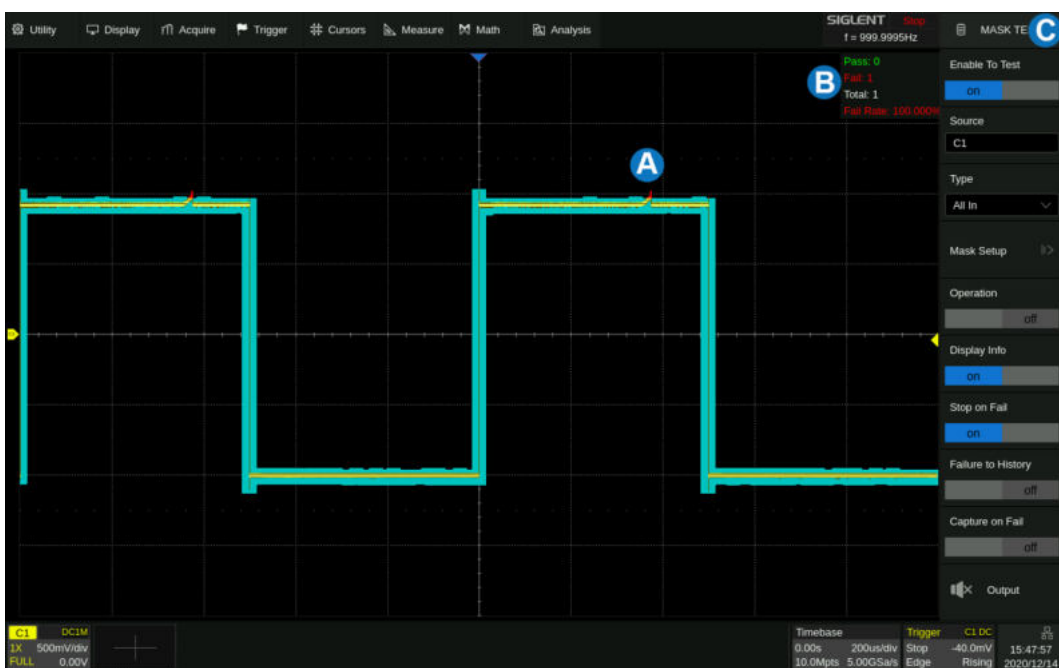 Utility Display Acquire Trigger Cursors Measure Math Analysis
SIGLENT Stop
f = 999.9995Hz
MASK TE
C
Pass: 0
Fail: 1
Total: 1
Fail Rate: 100.000%
B
A
Enable To Test
on
Source
C1
Type
All In
Mask Setup
Operation
off
Display Info
on
Stop on Fail
on
Failure to History
off
Capture on Fail
off
Output
C1 DC1M
1X 500mV/div
FULL 0.00V
Timebase
0.00s 200us/div
10.0Mpts 5.00GSa/s
Trigger C1 DC
Stop -40.0mV
Edge Rising
15:47:57
2020/12/14